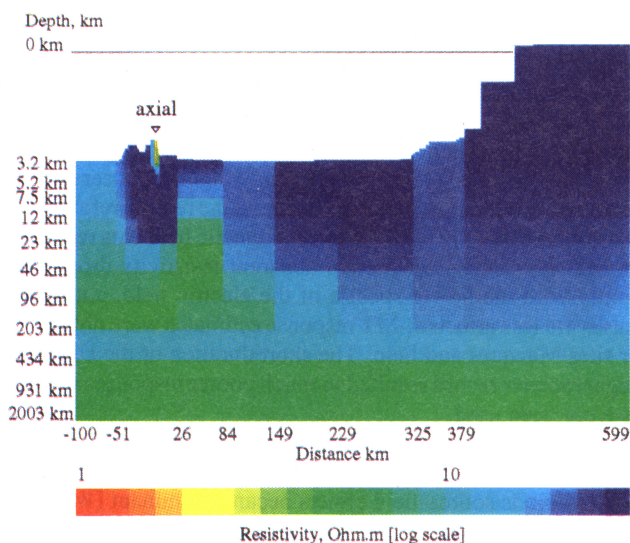 Depth, km
0 km
axial
3.2 km
5.2 km
7.5 km
12 km
23 km
46 km
96 km
203 km
434 km
931 km
2003 km
-100 -51 26 84 149 229 325 379 599
Distance km
1 10
Resistivity, Ohm.m [log scale]